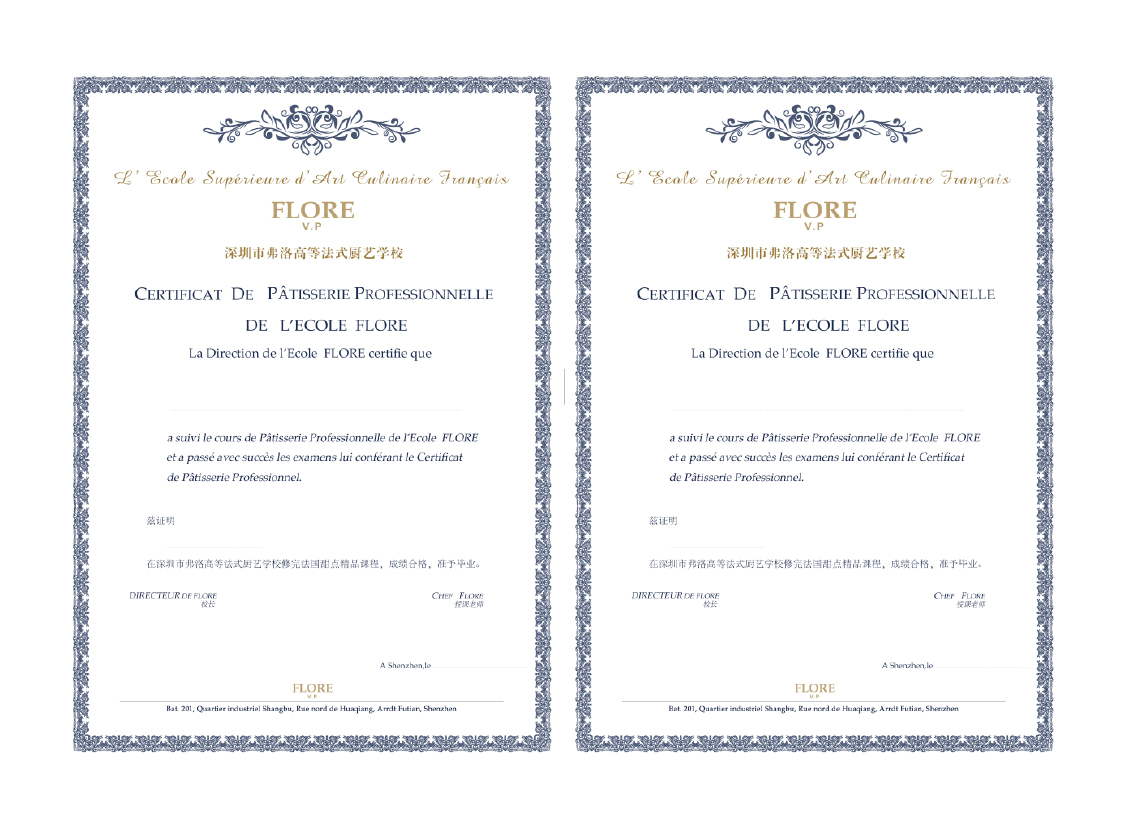 L' Ecole Supérieure d'Art Culinaire Français
FLORE
V.P
深圳市弗洛高等法式厨艺学校
CERTIFICAT DE PÂTISSERIE PROFESSIONNELLE
DE L'ECOLE FLORE
La Direction de l'Ecole FLORE certifie que
a suivi le cours de Pâtisserie Professionnelle de l'Ecole FLORE
et a passé avec succès les examens lui conférant le Certificat
de Pâtisserie Professionnel.
兹证明
在深圳市弗洛高等法式厨艺学校修完法国甜点精品课程，成绩合格，准予毕业。
DIRECTEUR DE FLORE
校长
CHEF FLORE
授课老师
A Shenzhen,le
FLORE
V.P
Bat. 201, Quartier industriel Shangbu, Rue nord de Huaqiang, Arrdt Futian, Shenzhen
L' Ecole Supérieure d'Art Culinaire Français
FLORE
V.P
深圳市弗洛高等法式厨艺学校
CERTIFICAT DE PÂTISSERIE PROFESSIONNELLE
DE L'ECOLE FLORE
La Direction de l'Ecole FLORE certifie que
a suivi le cours de Pâtisserie Professionnelle de l'Ecole FLORE
et a passé avec succès les examens lui conférant le Certificat
de Pâtisserie Professionnel.
兹证明
在深圳市弗洛高等法式厨艺学校修完法国甜点精品课程，成绩合格，准予毕业。
DIRECTEUR DE FLORE
校长
CHEF FLORE
授课老师
A Shenzhen,le
FLORE
V.P
Bat. 201, Quartier industriel Shangbu, Rue nord de Huaqiang, Arrdt Futian, Shenzhen